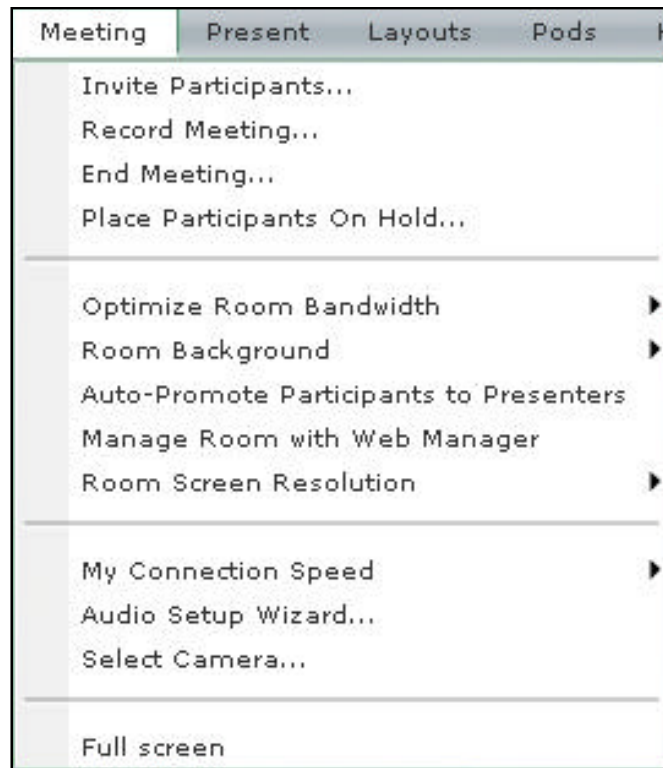 Meeting Present Layouts Pods
Invite Participants...
Record Meeting...
End Meeting...
Place Participants On Hold...
Optimize Room Bandwidth
Room Background
Auto-Promote Participants to Presenters
Manage Room with Web Manager
Room Screen Resolution
My Connection Speed
Audio Setup Wizard...
Select Camera...
Full screen